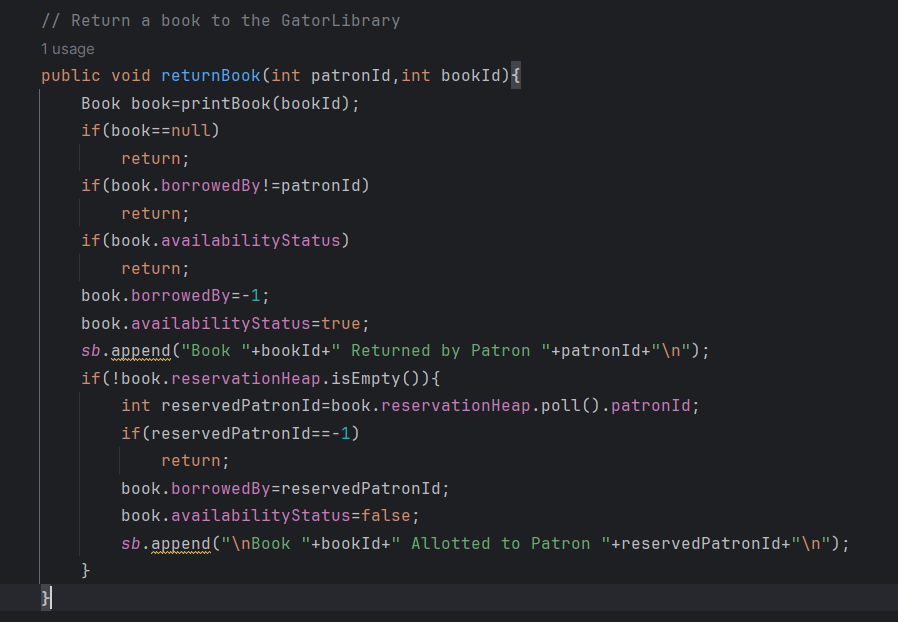 // Return a book to the GatorLibrary
1 usage
public void returnBook(int patronId,int bookId){
    Book book=printBook(bookId);
    if(book==null)
        return;
    if(book.borrowedBy!=patronId)
        return;
    if(book.availabilityStatus)
        return;
    book.borrowedBy=-1;
    book.availabilityStatus=true;
    sb.append("Book "+bookId+" Returned by Patron "+patronId+"\n");
    if(!book.reservationHeap.isEmpty()){
        int reservedPatronId=book.reservationHeap.poll().patronId;
        if(reservedPatronId==-1)
            return;
        book.borrowedBy=reservedPatronId;
        book.availabilityStatus=false;
        sb.append("\nBook "+bookId+" Allotted to Patron "+reservedPatronId+"\n");
    }
}